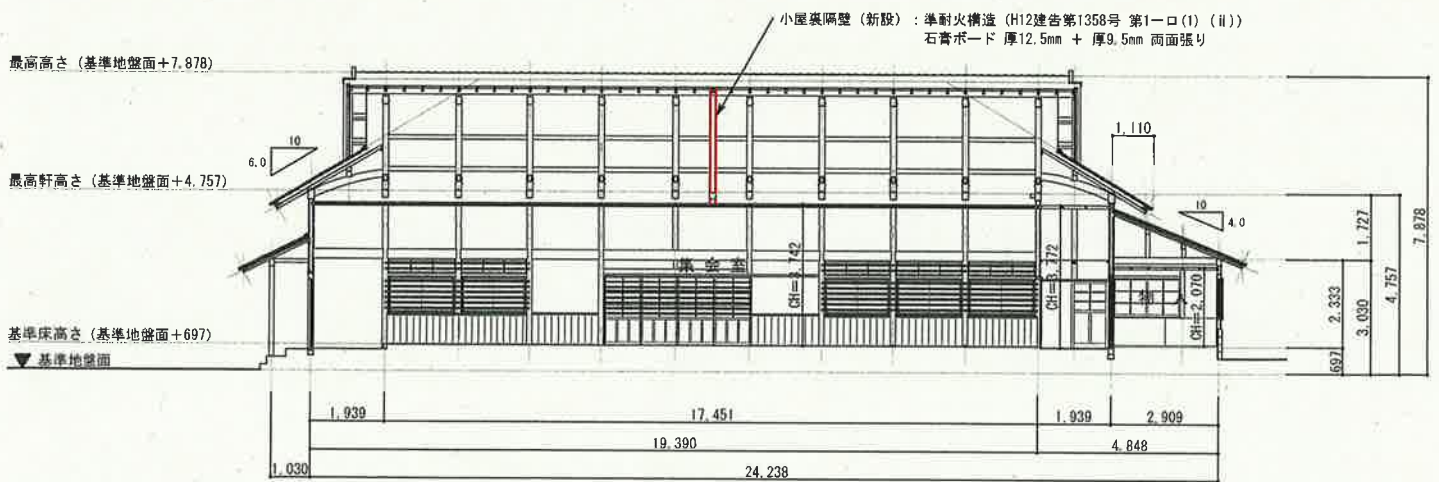 小屋裏隔壁（新設）：準耐火構造（H12建告第1358号 第1一ロ(1)（ⅱ））
石膏ボード 厚12.5mm ＋ 厚9.5mm 両面張り
最高高さ（基準地盤面+7.878）
10
6.0
1,110
最高軒高さ（基準地盤面+4.757）
10
4.0
1,727
7,878
集会室
CH=3,742
CH=3,772
物入
CH=2,070
2,333
3,030
4,757
基準床高さ（基準地盤面+697）
697
▼ 基準地盤面
1,939
17,451
1,939
2,909
19,390
4,848
1,030
24,238